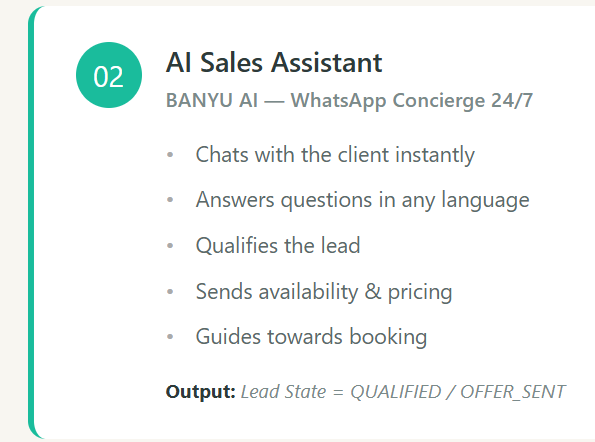 02
AI Sales Assistant
BANYU AI — WhatsApp Concierge 24/7
• Chats with the client instantly
• Answers questions in any language
• Qualifies the lead
• Sends availability & pricing
• Guides towards booking
Output: Lead State = QUALIFIED / OFFER_SENT